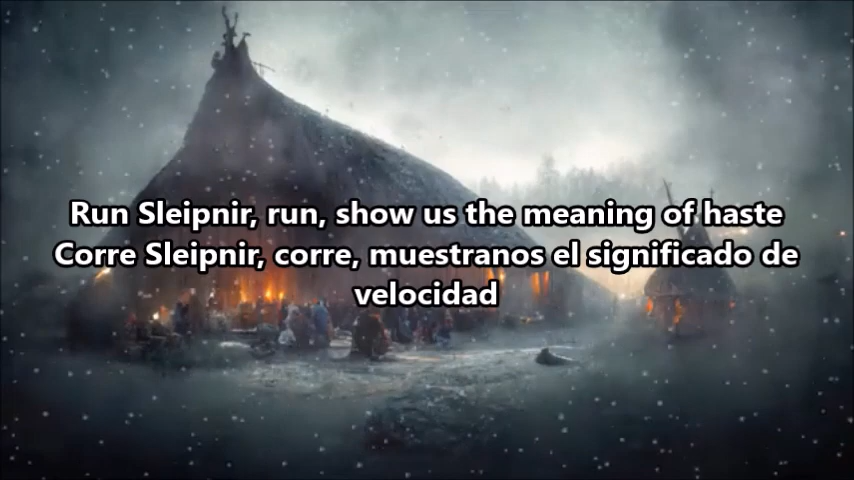 Run Sleipnir, run, show us the meaning of haste
Corre Sleipnir, corre, muestranos el significado de
velocidad